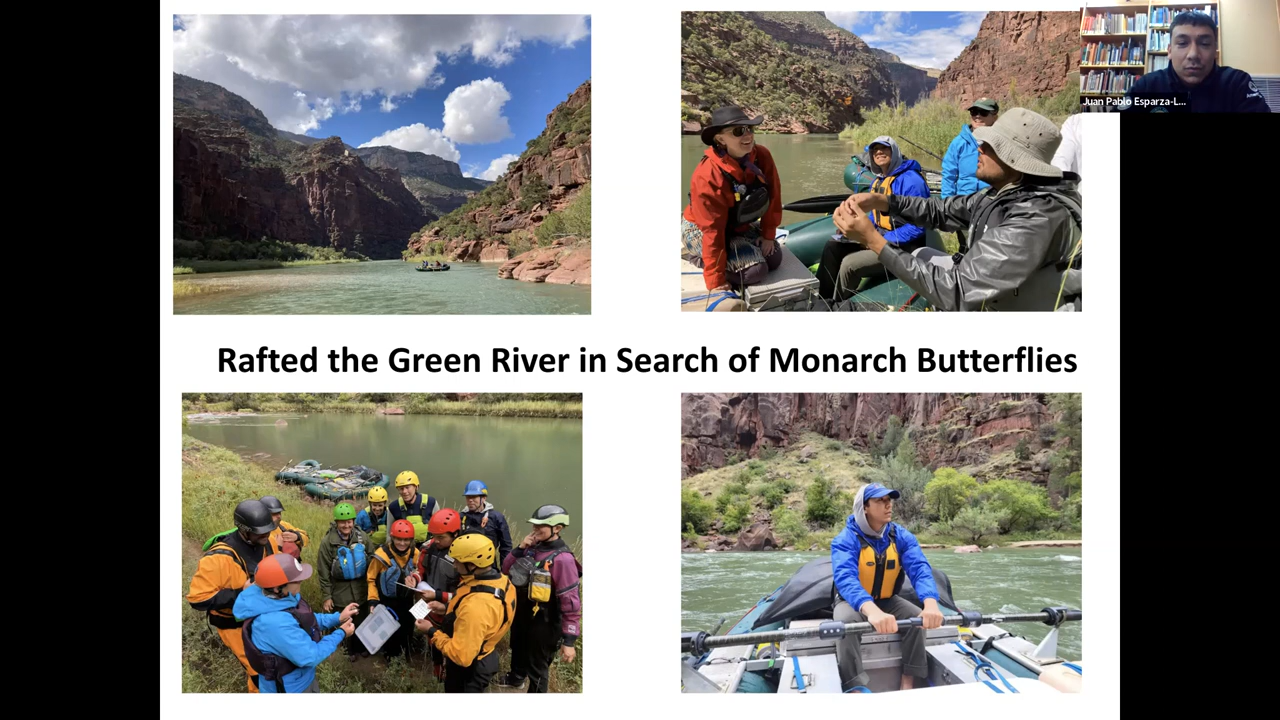 Juan Pablo Esparza-L...
Rafted the Green River in Search of Monarch Butterflies